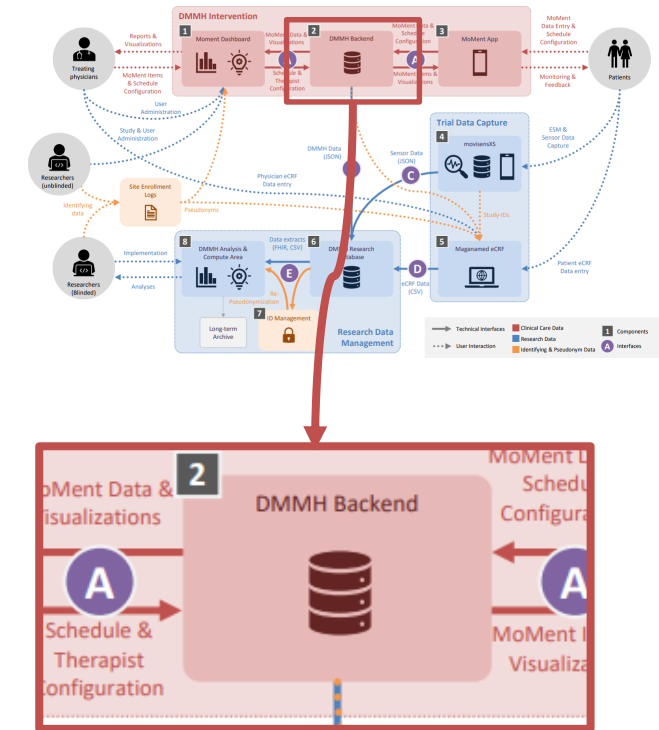 DMMH Intervention
Reports &
Visualizations
Treating
physicians
MoMent Items
& Schedule
Configuration
1
Moment Dashboard
MoMent Data &
Visualizations
Schedule &
Therapist
Configuration
2
DMMH Backend
MoMent Data &
Schedule
Configuration
A
MoMent Items &
Visualizations
3
MoMent App
MoMent
Data Entry &
Schedule
Configuration
Monitoring &
Feedback
Patients
User
Administration
Study & User
Administration
Researchers
(unblinded)
Identifying
data
Site Enrollment
Logs
Pseudonyms
Physician eCRF
Data entry
DMMH Data
(JSON)
Sensor Data
(JSON)
C
Trial Data Capture
4
movisensXS
ESM &
Sensor Data
Capture
Study-IDs
5
Maganamed eCRF
Patient eCRF
Data entry
D
eCRF Data
(CSV)
Implementation
Analyses
Researchers
(Blinded)
8
DMMH Analysis &
Compute Area
Data extracts
(FHIR, CSV)
E
6
Research
Re-
Pseudonymization
7
ID Management
Long-term
Archive
Research Data
Management
Technical Interfaces
User Interaction
Clinical Care Data
Research Data
Identifying & Pseudonym Data
1
Components
A
Interfaces
2
DMMH Backend
oMent Data &
isualizations
A
Schedule &
Therapist
onfiguration
MoMent D
Schedu
Configura
A
MoMent I
Visualiza